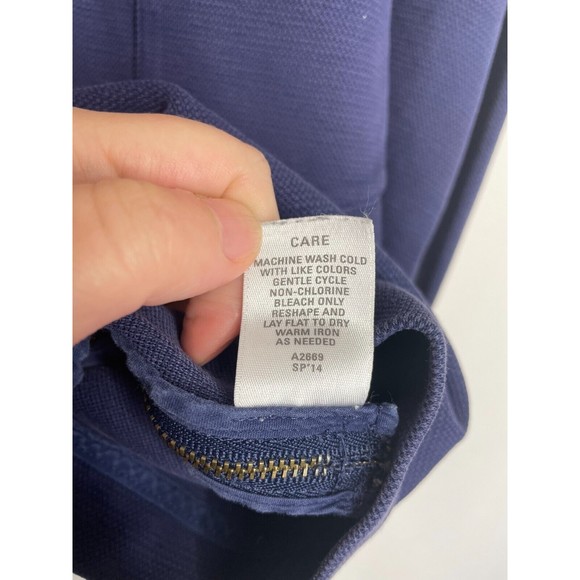 CARE
MACHINE WASH COLD
WITH LIKE COLORS
GENTLE CYCLE
NON-CHLORINE
BLEACH ONLY
RESHAPE AND
LAY FLAT TO DRY
WARM IRON
AS NEEDED
A2669
SP'14